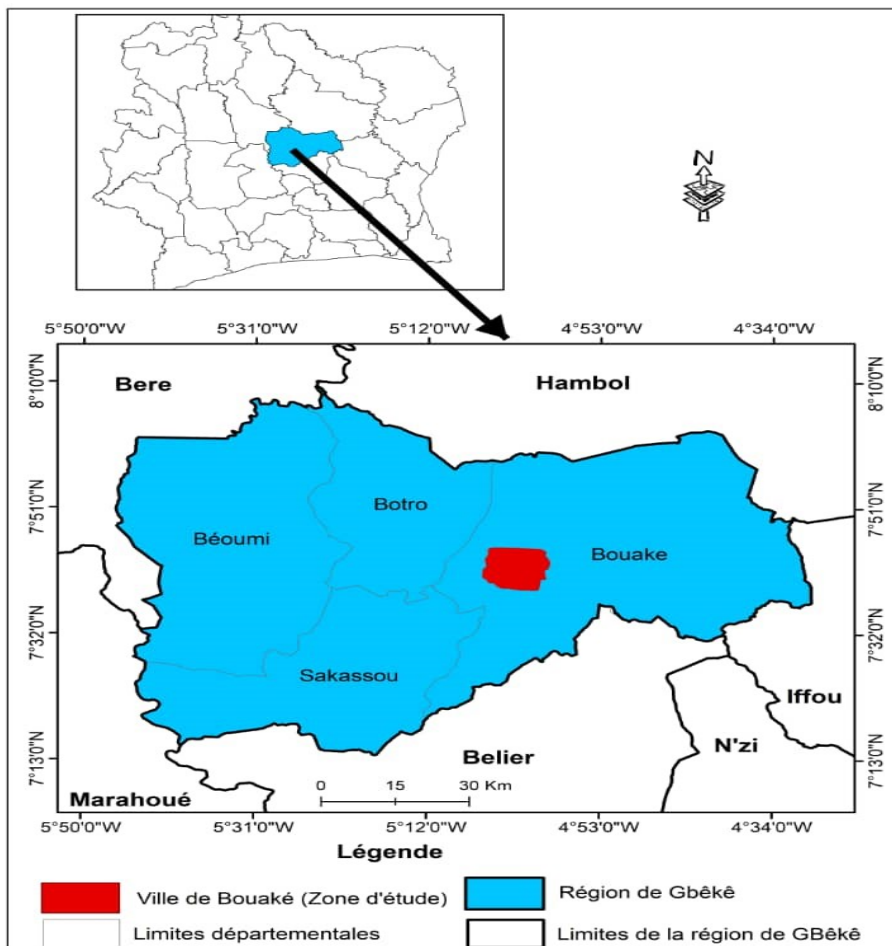 N
5°50'0"W 5°31'0"W 5°12'0"W 4°53'0"W 4°34'0"W
8°10'0"N 8°10'0"N
Bere Hambol
7°51'0"N 7°51'0"N
Botro
Béoumi Bouake
7°32'0"N 7°32'0"N
Sakassou
Iffou
N'zi
Belier
7°13'0"N 7°13'0"N
0 15 30 Km
Marahoué
5°50'0"W 5°31'0"W 5°12'0"W 4°53'0"W 4°34'0"W
Légende
Ville de Bouaké (Zone d'étude) Région de Gbêkê
Limites départementales Limites de la région de GBêkê